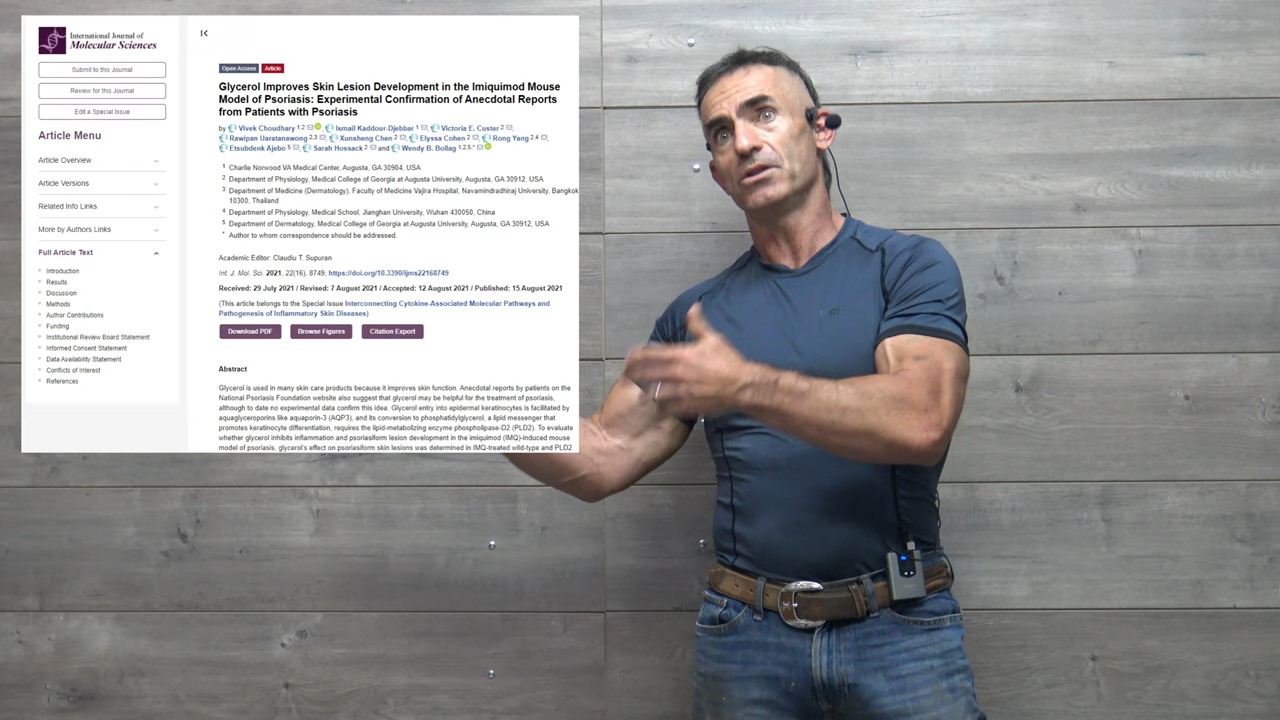 International Journal of
Molecular Sciences
Submit to this Journal
Review for this Journal
Edit a Special Issue
Article Menu
Article Overview
Article Versions
Related Info Links
More by Authors Links
Full Article Text
Introduction
Results
Discussion
Methods
Author Contributions
Funding
Institutional Review Board Statement
Informed Consent Statement
Data Availability Statement
Conflicts of Interest
References
Open Access Article
Glycerol Improves Skin Lesion Development in the Imiquimod Mouse
Model of Psoriasis: Experimental Confirmation of Anecdotal Reports
from Patients with Psoriasis
by Vivek Choudhary 1,2, Ismail Kaddour-Djebbar 1, Victoria E. Custer 2,
Rawipan Uaratanawong 2,3, Xunsheng Chen 2, Elyssa Cohen 2, Rong Yang 2,4,
Etsubdenk Ajebo 5, Sarah Hossack 2 and Wendy B. Bollag 1,2,5,*
1 Charlie Norwood VA Medical Center, Augusta, GA 30904, USA
2 Department of Physiology, Medical College of Georgia at Augusta University, Augusta, GA 30912, USA
3 Department of Medicine (Dermatology), Faculty of Medicine Vajira Hospital, Navamindradhiraj University, Bangkok
10300, Thailand
4 Department of Physiology, Medical School, Jianghan University, Wuhan 430050, China
5 Department of Dermatology, Medical College of Georgia at Augusta University, Augusta, GA 30912, USA
* Author to whom correspondence should be addressed.
Academic Editor: Claudiu T. Supuran
Int. J. Mol. Sci. 2021, 22(16), 8749; https://doi.org/10.3390/ijms22168749
Received: 29 July 2021 / Revised: 7 August 2021 / Accepted: 12 August 2021 / Published: 15 August 2021
(This article belongs to the Special Issue Interconnecting Cytokine-Associated Molecular Pathways and
Pathogenesis of Inflammatory Skin Diseases)
Download PDF Browse Figures Citation Export
Abstract
Glycerol is used in many skin care products because it improves skin function. Anecdotal reports by patients on the
National Psoriasis Foundation website also suggest that glycerol may be helpful for the treatment of psoriasis,
although to date no experimental data confirm this idea. Glycerol entry into epidermal keratinocytes is facilitated by
aquaglyceroporins like aquaporin-3 (AQP3), and its conversion to phosphatidylglycerol, a lipid messenger that
promotes keratinocyte differentiation, requires the lipid-metabolizing enzyme phospholipase-D2 (PLD2). To evaluate
whether glycerol inhibits inflammation and psoriasiform lesion development in the imiquimod (IMQ)-induced mouse
model of psoriasis, glycerol's effect on psoriasiform skin lesions was determined in IMQ-treated wild-type and PLD2